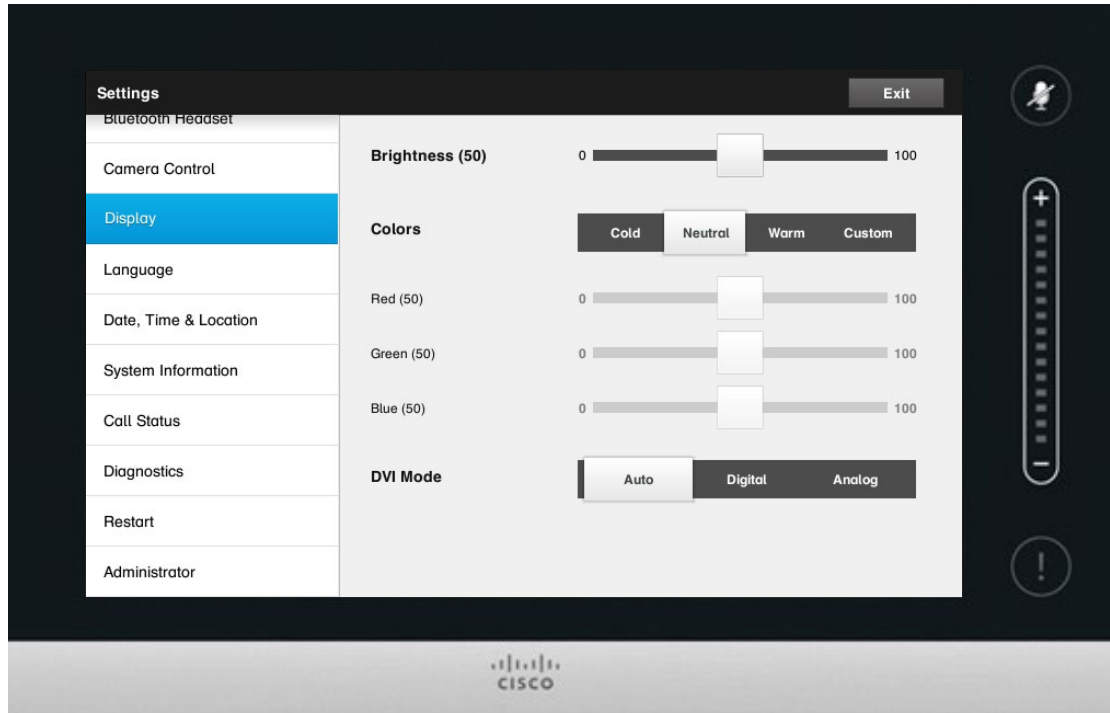 Settings
Exit
Bluetooth Headset
Camera Control
Display
Language
Date, Time & Location
System Information
Call Status
Diagnostics
Restart
Administrator
Brightness (50) 0 100
Colors Cold Neutral Warm Custom
Red (50) 0 100
Green (50) 0 100
Blue (50) 0 100
DVI Mode Auto Digital Analog
+
–
!
CISCO